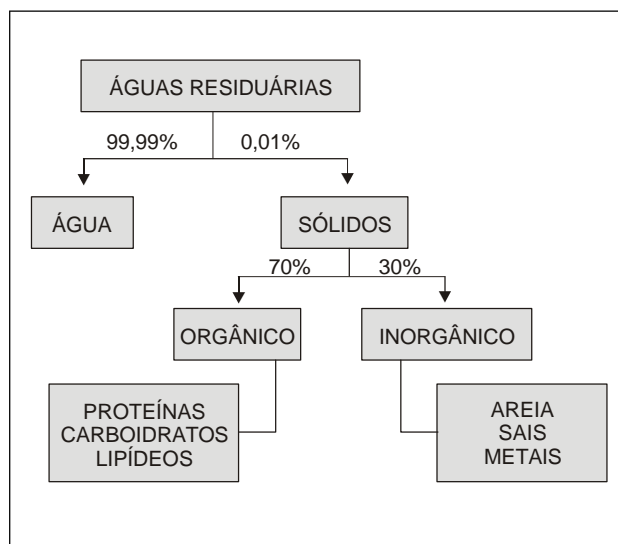 ÁGUAS RESIDUÁRIAS
99,99% 0,01%
ÁGUA SÓLIDOS
70% 30%
ORGÂNICO INORGÂNICO
PROTEÍNAS
CARBOIDRATOS
LIPÍDEOS
AREIA
SAIS
METAIS